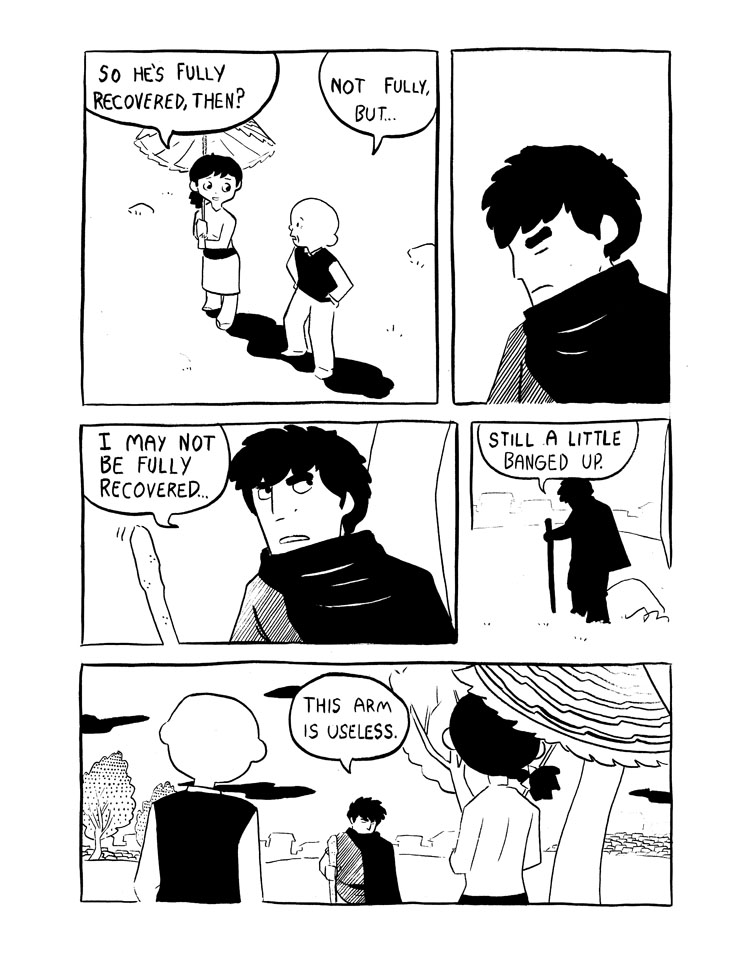 SO HE'S FULLY
RECOVERED, THEN?
NOT FULLY,
BUT...
I MAY NOT
BE FULLY
RECOVERED...
STILL A LITTLE
BANGED UP.
THIS ARM
IS USELESS.